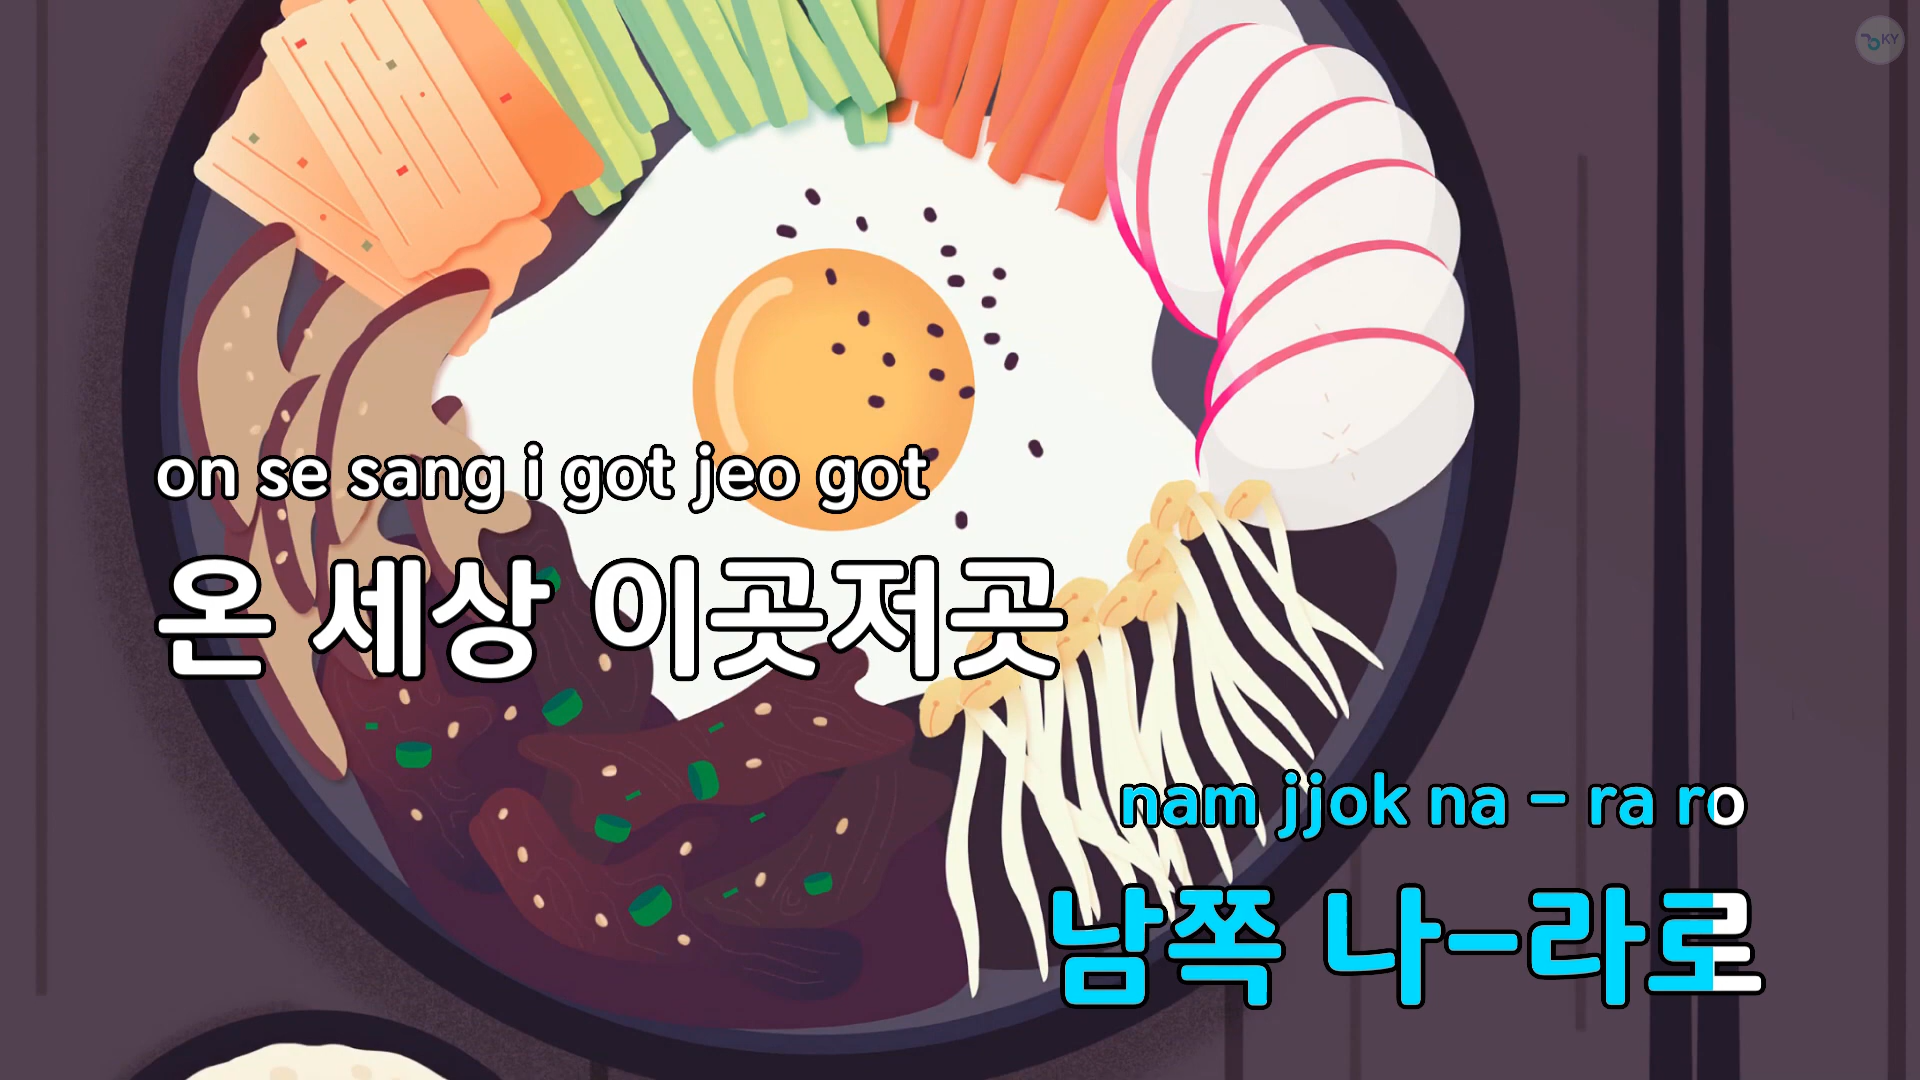 KY
on se sang i got jeo got
온 세상 이곳저곳
nam jjok na – ra ro
남쪽 나-라로